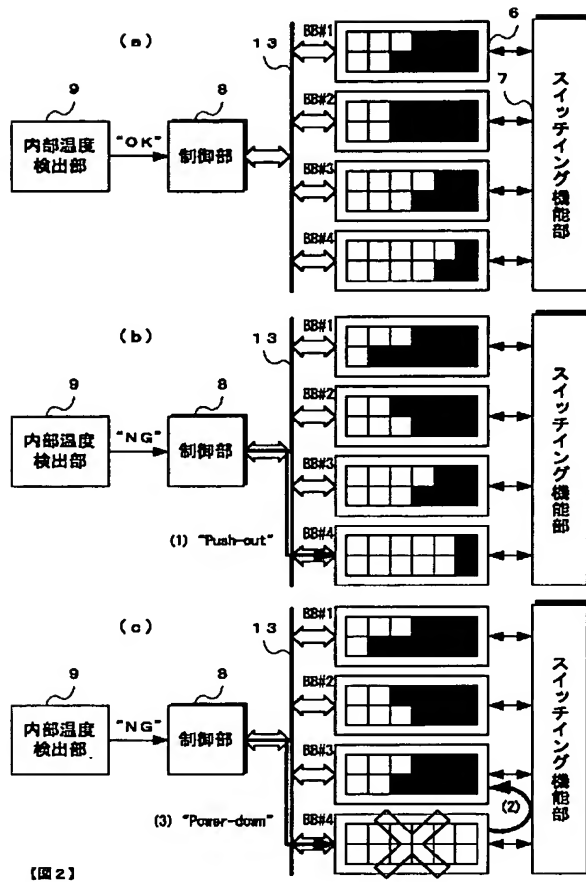 (a)
13
BB#1
6
9
8
7
内部温度
検出部
"OK"
制御部
BB#2
BB#3
BB#4
スイッチイング機能部
(b)
13
BB#1
9
8
内部温度
検出部
"NG"
制御部
BB#2
BB#3
(1) "Push-out"
BB#4
スイッチイング機能部
(c)
13
BB#1
9
8
内部温度
検出部
"NG"
制御部
BB#2
BB#3
(3) "Power-down"
BB#4
(2)
スイッチイング機能部
【図2】